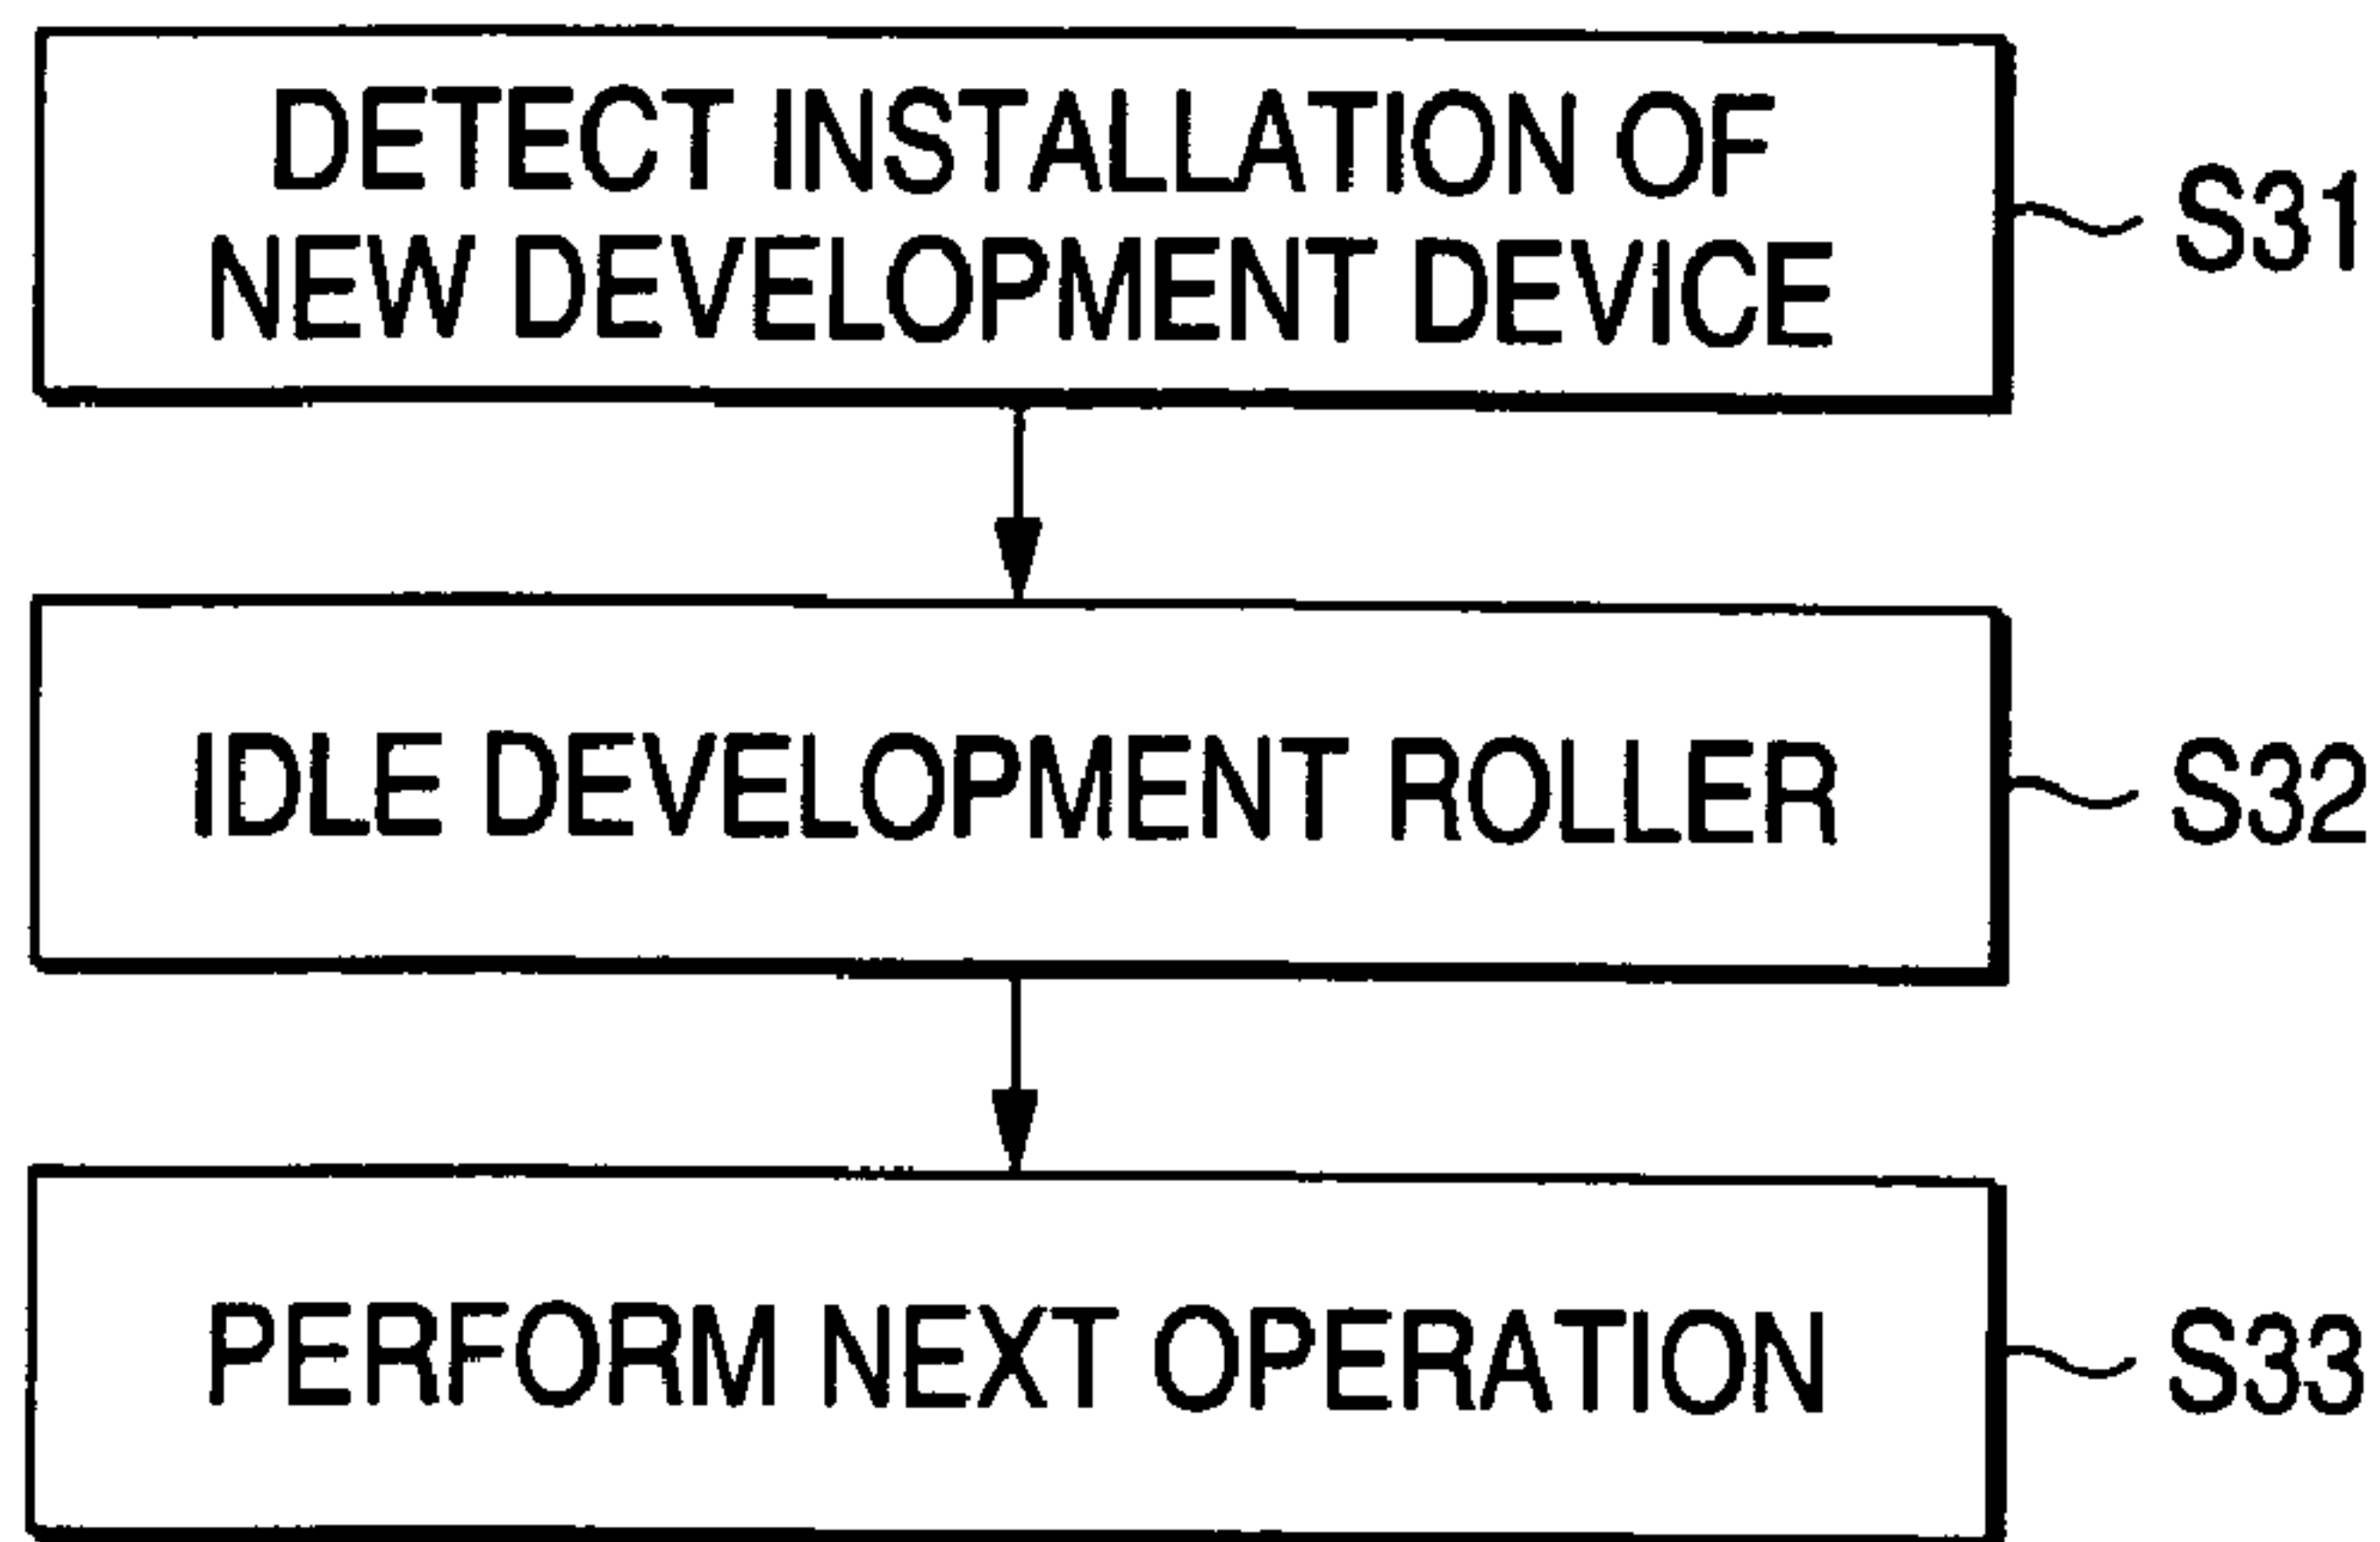 DETECT INSTALLATION OF
NEW DEVELOPMENT DEVICE
S31
IDLE DEVELOPMENT ROLLER
S32
PERFORM NEXT OPERATION
S33